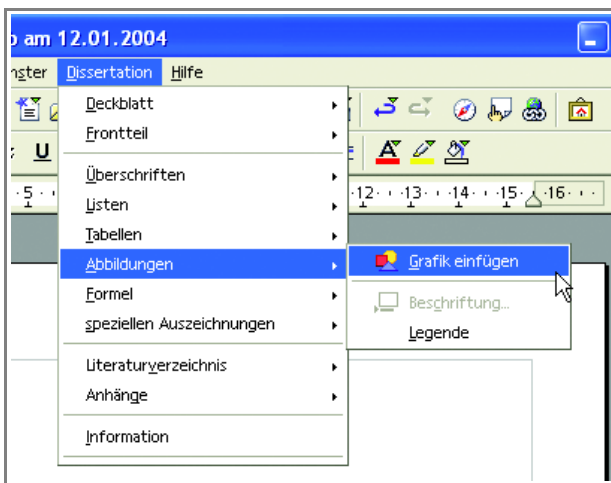 o am 12.01.2004
nster Dissertation Hilfe
U A
5 12 13 14 15 16
Deckblatt
Frontteil
Überschriften
Listen
Tabellen
Abbildungen
Formel
speziellen Auszeichnungen
Literaturverzeichnis
Anhänge
Information
Grafik einfügen
Beschriftung...
Legende